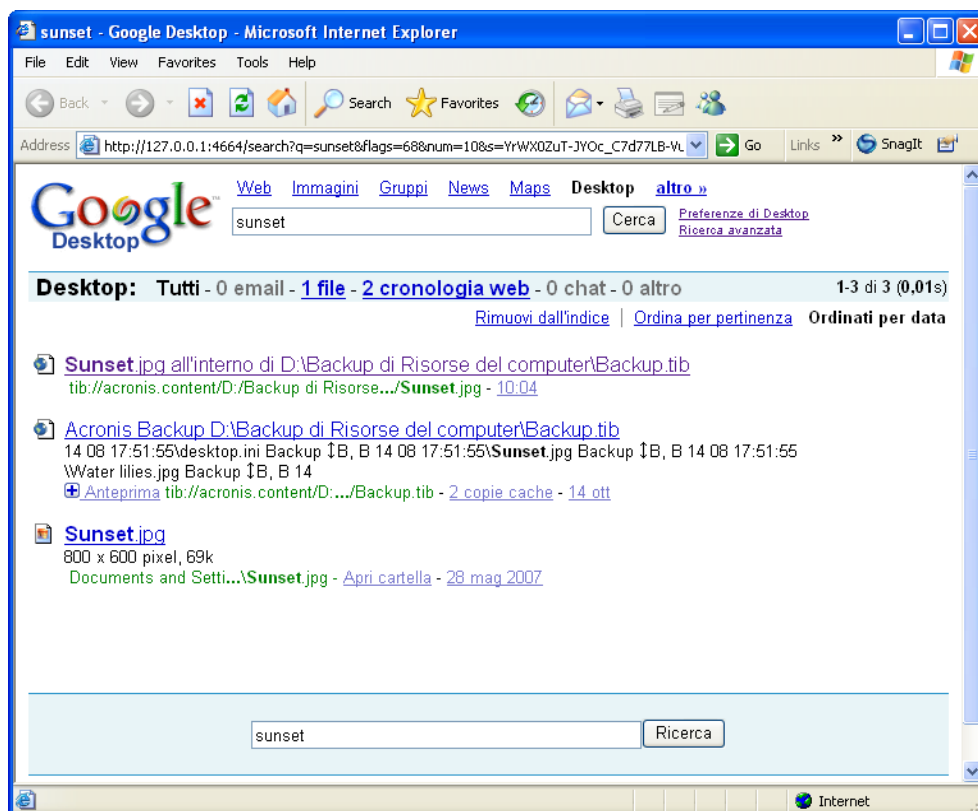 sunset - Google Desktop - Microsoft Internet Explorer
File Edit View Favorites Tools Help
Back Search Favorites
Address http://127.0.0.1:4664/search?q=sunset&flags=68&num=10&s=YrWX0ZuT-JYOc_C7d77LB-Vu Go Links » SnagIt
Google™ Desktop
Web Immagini Gruppi News Maps Desktop altro »
sunset Cerca Preferenze di Desktop
Ricerca avanzata
Desktop: Tutti - 0 email - 1 file - 2 cronologia web - 0 chat - 0 altro 1-3 di 3 (0,01s)
Rimuovi dall'indice | Ordina per pertinenza Ordinati per data
Sunset.jpg all'interno di D:\Backup di Risorse del computer\Backup.tib
tib://acronis.content/D:/Backup di Risorse.../Sunset.jpg - 10:04
Acronis Backup D:\Backup di Risorse del computer\Backup.tib
14 08 17:51:55\desktop.ini Backup ↕B, B 14 08 17:51:55\Sunset.jpg Backup ↕B, B 14 08 17:51:55
\Water lilies.jpg Backup ↕B, B 14
Anteprima tib://acronis.content/D:.../Backup.tib - 2 copie cache - 14 ott
Sunset.jpg
800 x 600 pixel, 69k
Documents and Setti...\Sunset.jpg - Apri cartella - 28 mag 2007
sunset Ricerca
Internet